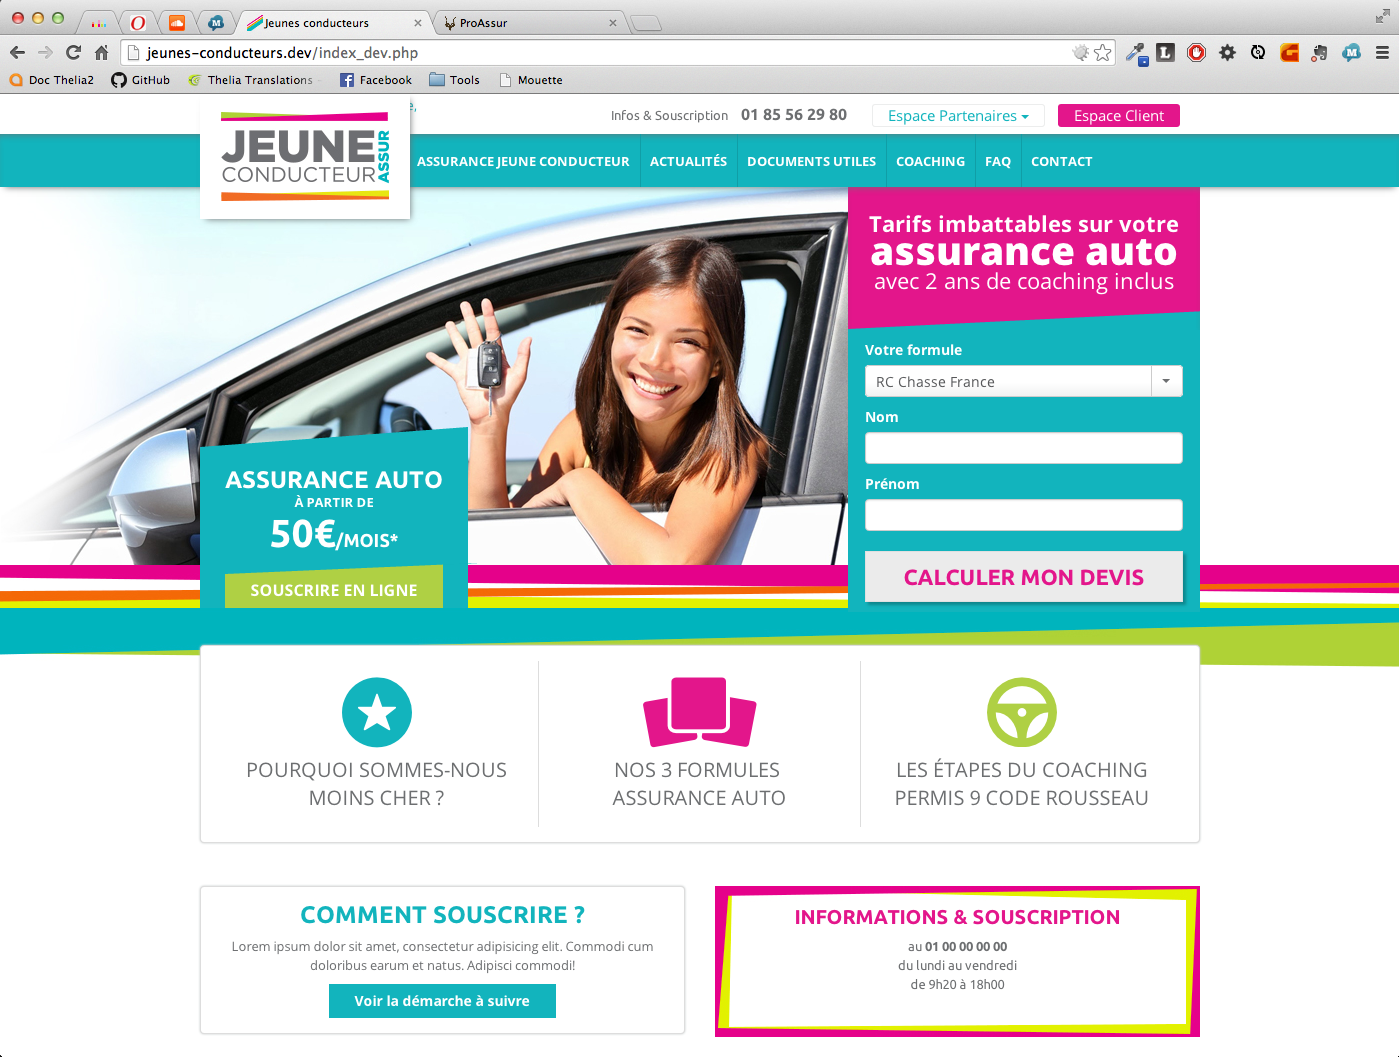 Jeunes conducteurs
ProAssur
jeunes-conducteurs.dev/index_dev.php
Doc Thelia2
GitHub
Thelia Translations
Facebook
Tools
Mouette
Infos & Souscription 01 85 56 29 80
Espace Partenaires
Espace Client
JEUNE
CONDUCTEUR
ASSUR
ASSURANCE JEUNE CONDUCTEUR
ACTUALITÉS
DOCUMENTS UTILES
COACHING
FAQ
CONTACT
Tarifs imbattables sur votre
assurance auto
avec 2 ans de coaching inclus
Votre formule
RC Chasse France
Nom
Prénom
CALCULER MON DEVIS
ASSURANCE AUTO
À PARTIR DE
50€/MOIS*
SOUSCRIRE EN LIGNE
POURQUOI SOMMES-NOUS
MOINS CHER ?
NOS 3 FORMULES
ASSURANCE AUTO
LES ÉTAPES DU COACHING
PERMIS 9 CODE ROUSSEAU
COMMENT SOUSCRIRE ?
Lorem ipsum dolor sit amet, consectetur adipisicing elit. Commodi cum
doloribus earum et natus. Adipisci commodi!
Voir la démarche à suivre
INFORMATIONS & SOUSCRIPTION
au 01 00 00 00 00
du lundi au vendredi
de 9h20 à 18h00